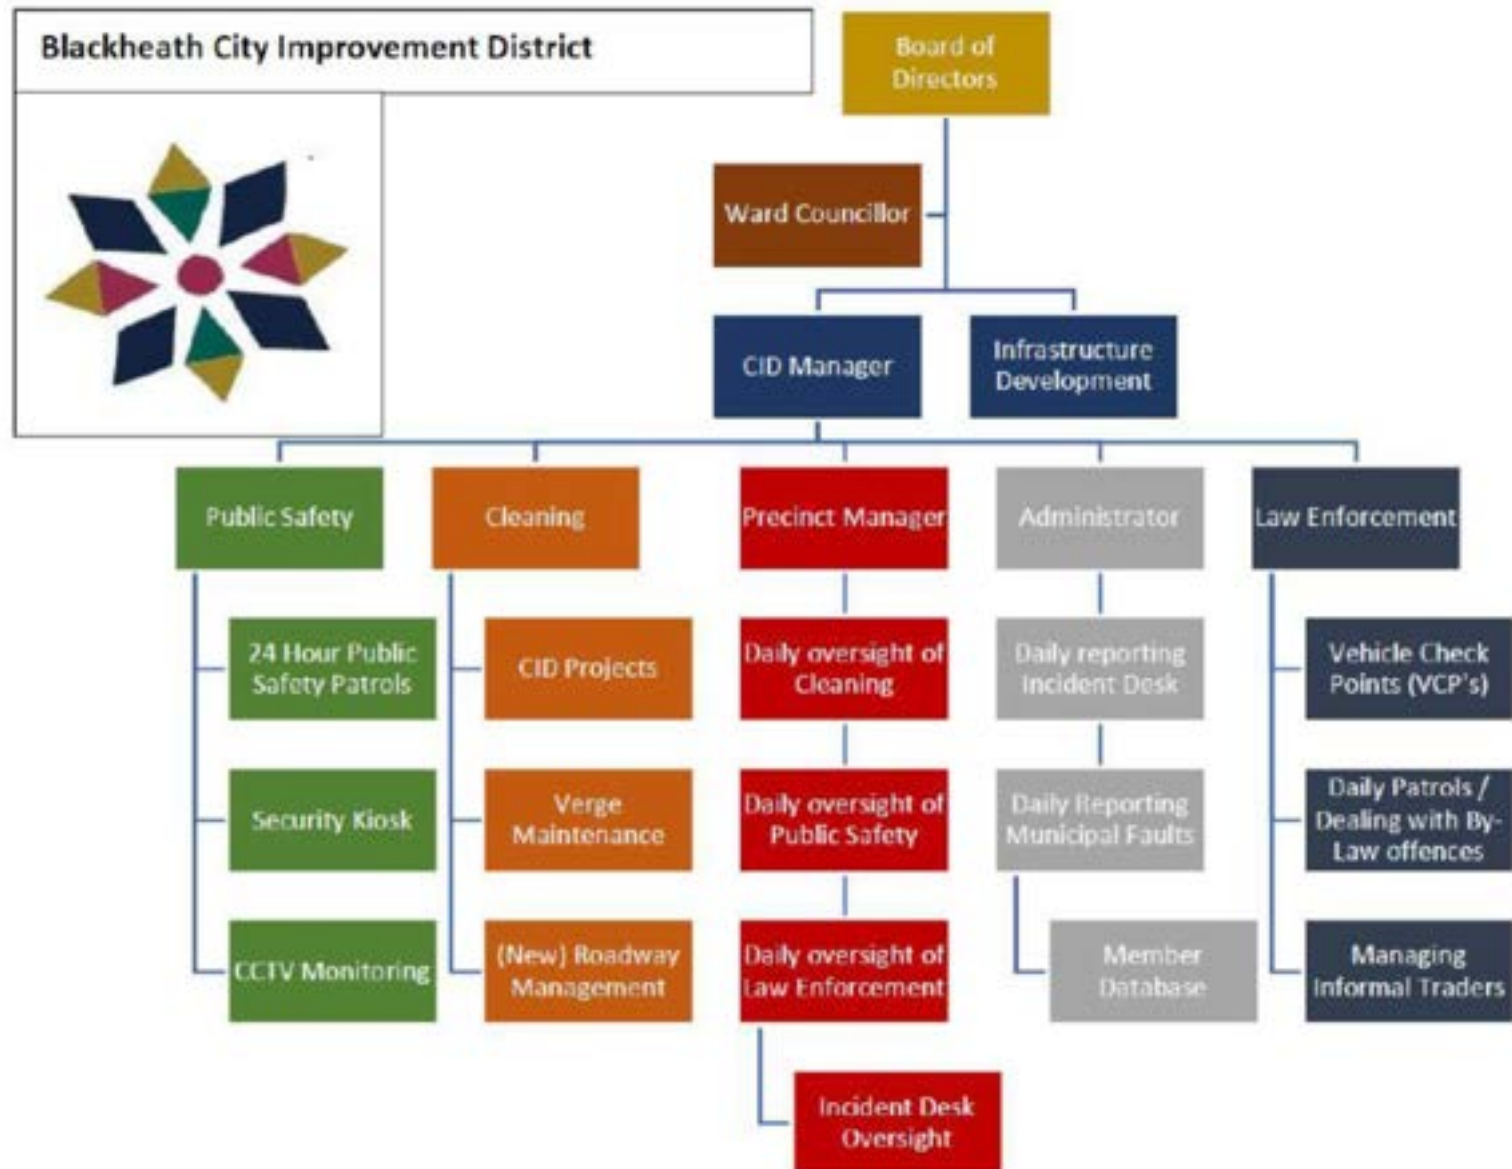 Blackheath City Improvement District
Board of
Directors
Ward Councillor
CID Manager
Infrastructure
Development
Public Safety
Cleaning
Precinct Manager
Administrator
Law Enforcement
24 Hour Public
Safety Patrols
CID Projects
Daily oversight of
Cleaning
Daily reporting
Incident Desk
Vehicle Check
Points (VCP's)
Security Kiosk
Verge
Maintenance
Daily oversight of
Public Safety
Daily Reporting
Municipal Faults
Daily Patrols /
Dealing with By-
Law offences
CCTV Monitoring
(New) Roadway
Management
Daily oversight of
Law Enforcement
Member
Database
Managing
Informal Traders
Incident Desk
Oversight